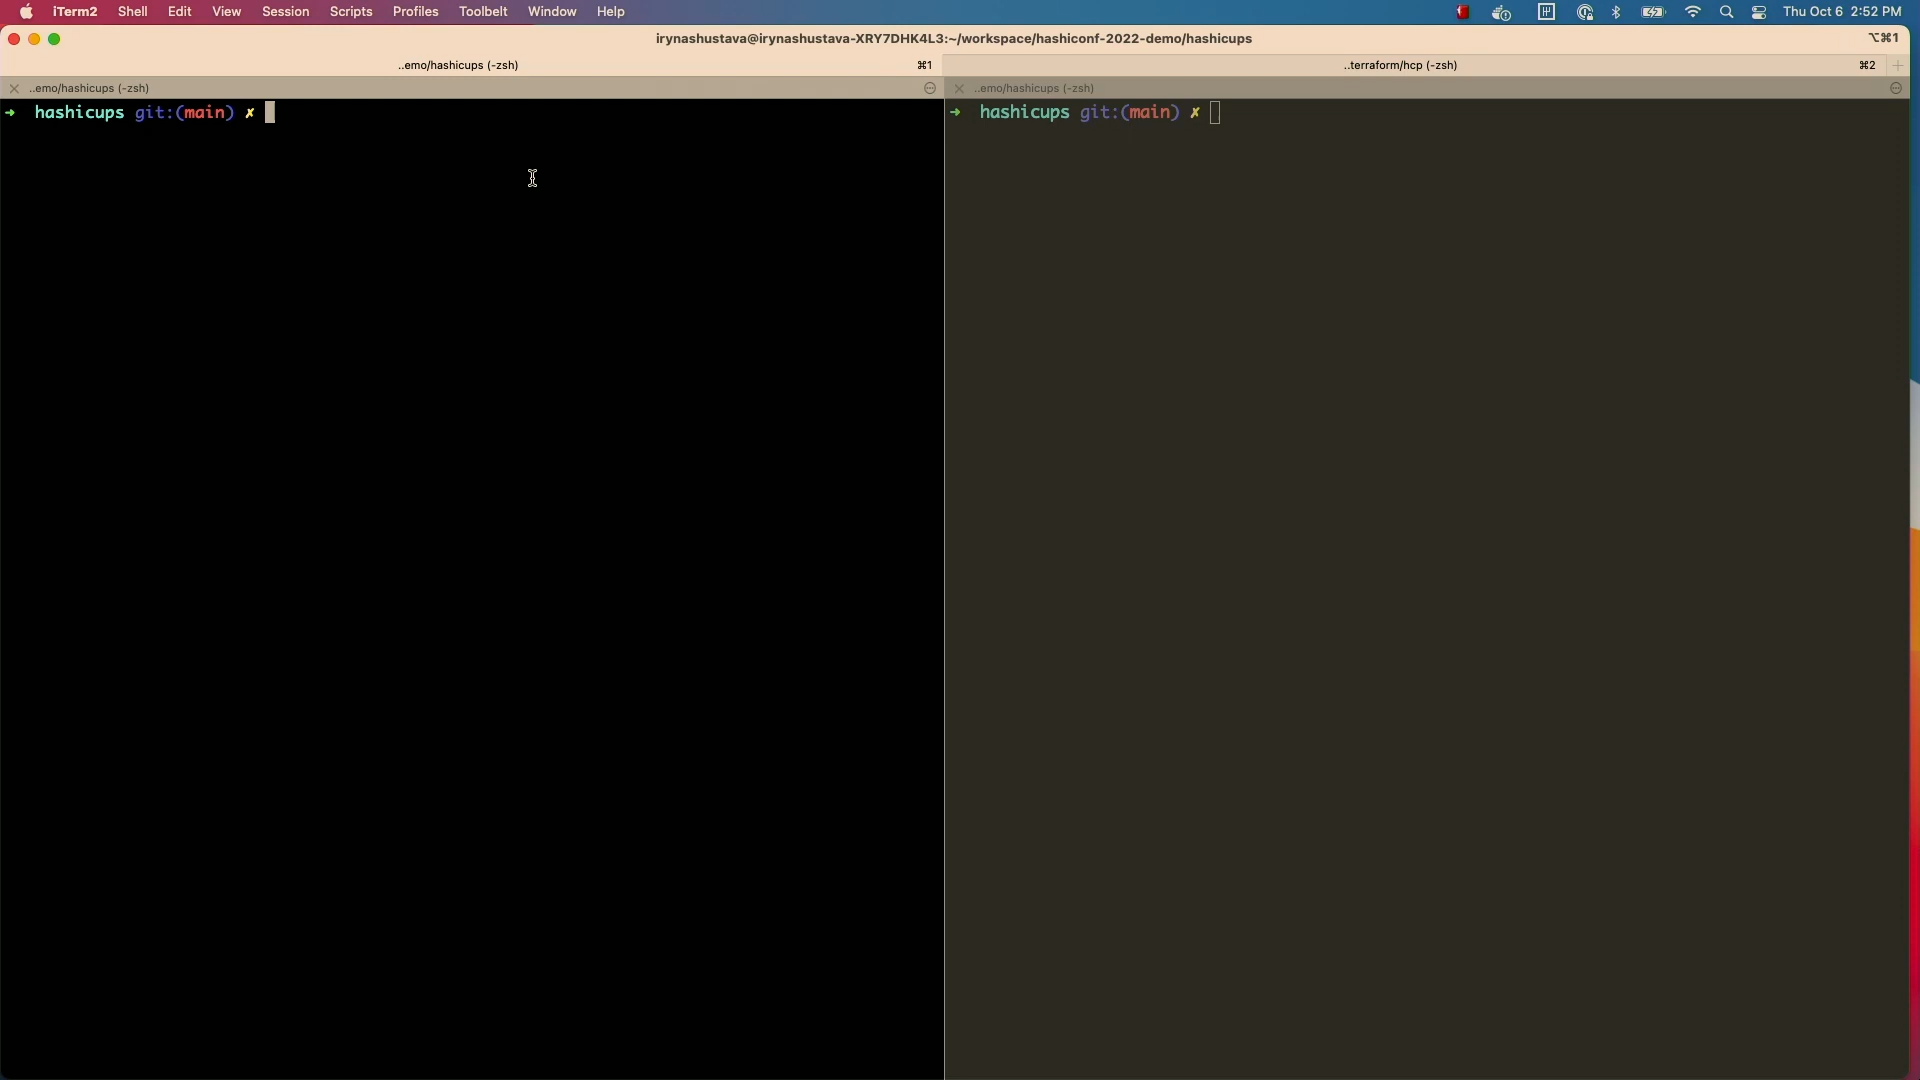 iTerm2 Shell Edit View Session Scripts Profiles Toolbelt Window Help Thu Oct 6 2:52 PM
irynashustava@irynashustava-XRY7DHK4L3:~/workspace/hashiconf-2022-demo/hashicups ⌥⌘1
..emo/hashicups (-zsh) ⌘1 ..terraform/hcp (-zsh) ⌘2
..emo/hashicups (-zsh) ..emo/hashicups (-zsh)
➜ hashicups git:(main) ✗
➜ hashicups git:(main) ✗